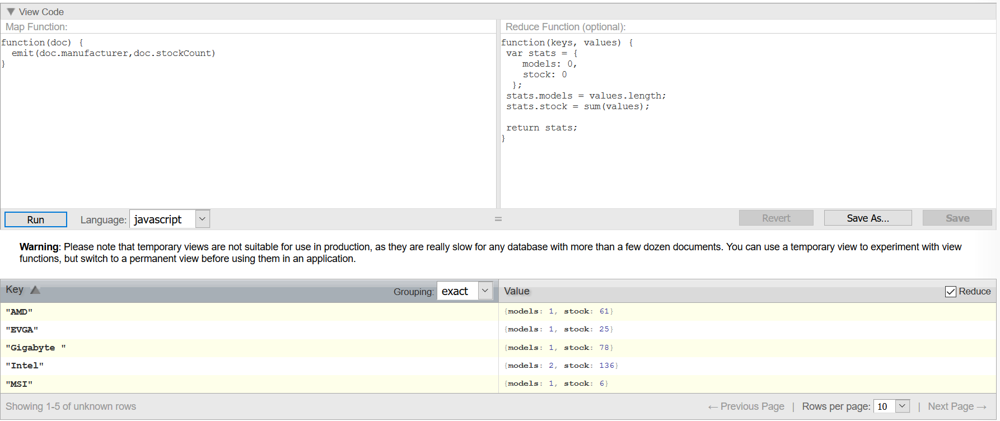 View Code
Map Function:
function(doc) {
  emit(doc.manufacturer,doc.stockCount)
}
Reduce Function (optional):
function(keys, values) {
 var stats = {
    models: 0,
    stock: 0
  };
 stats.models = values.length;
 stats.stock = sum(values);

 return stats;
}
Run
Language: javascript
=
Revert
Save As...
Save
Warning: Please note that temporary views are not suitable for use in production, as they are really slow for any database with more than a few dozen documents. You can use a temporary view to experiment with view
functions, but switch to a permanent view before using them in an application.
Key Grouping: exact Value Reduce
"AMD" {models: 1, stock: 61}
"EVGA" {models: 1, stock: 25}
"Gigabyte " {models: 1, stock: 78}
"Intel" {models: 2, stock: 136}
"MSI" {models: 1, stock: 6}
Showing 1-5 of unknown rows ← Previous Page | Rows per page: 10 | Next Page →